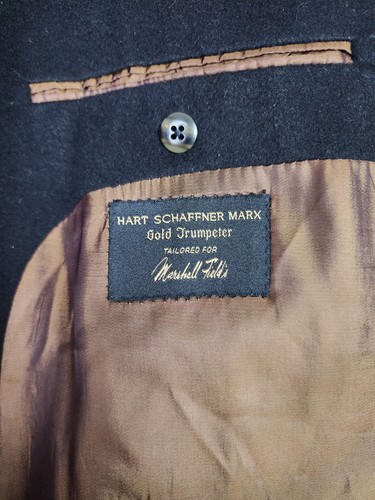 HART SCHAFFNER MARX
Gold Trumpeter
TAILORED FOR
Marshall Field's